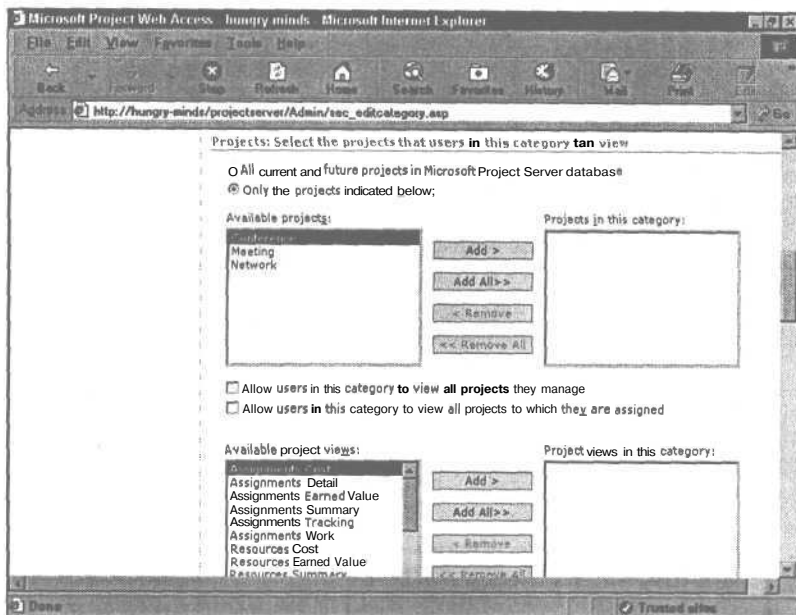 Microsoft Project Web Access - hungry minds - Microsoft Internet Explorer
File Edit View Favorites Tools Help
Back Forward Stop Refresh Home Search Favorites History Mail Print Edit
Address http://hungry-minds/projectserver/Admin/sec_editcategory.asp Go
Projects: Select the projects that users in this category tan view
All current and future projects in Microsoft Project Server database
Only the projects indicated below;
Available projects:
Projects in this category:
Conference
Meeting
Network
Add >
Add All>>
< Remove
<< Remove All
Allow users in this category to view all projects they manage
Allow users in this category to view all projects to which they are assigned
Available project views:
Project views in this category:
Assignments Cost
Assignments Detail
Assignments Earned Value
Assignments Summary
Assignments Tracking
Assignments Work
Resources Cost
Resources Earned Value
Resources Summary
Add >
Add All>>
< Remove
<< Remove All
Done
Trusted sites